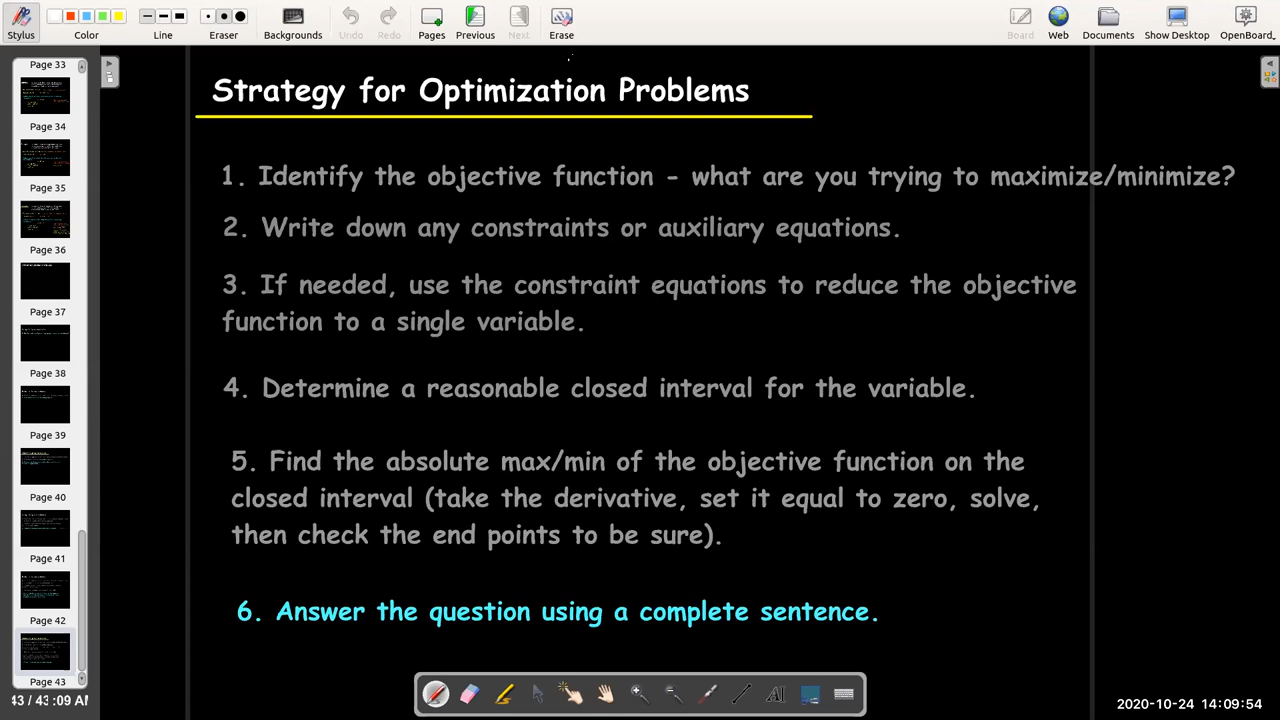 Stylus
Color
Line
Eraser
Backgrounds
Undo
Redo
Pages
Previous
Next
Erase
Board
Web
Documents
Show Desktop
OpenBoard
Page 33
Page 34
Page 35
Page 36
Page 37
Page 38
Page 39
Page 40
Page 41
Page 42
Page 43
Strategy for Optimization Problems
1. Identify the objective function - what are you trying to maximize/minimize?
2. Write down any constraints or auxiliary equations.
3. If needed, use the constraint equations to reduce the objective
function to a single variable.
4. Determine a reasonable closed interval for the variable.
5. Find the absolute max/min of the objective function on the
closed interval (take the derivative, set it equal to zero, solve,
then check the end points to be sure).
6. Answer the question using a complete sentence.
2020-10-24 14:09:54